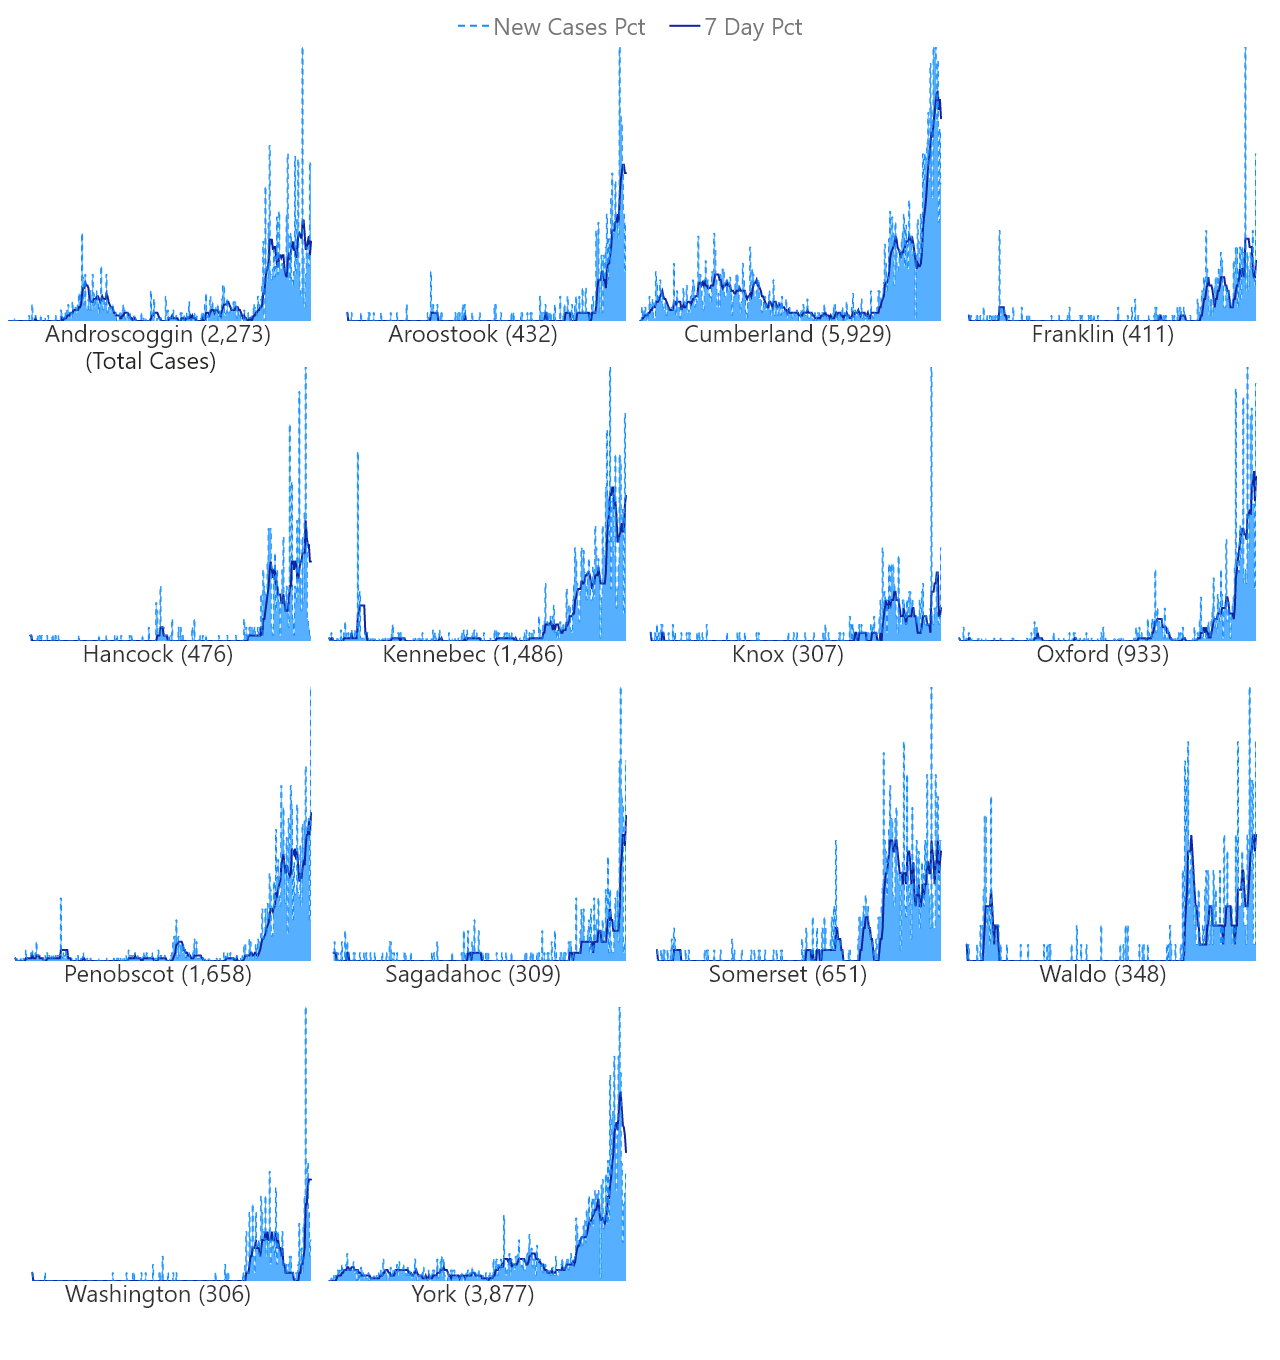 New Cases Pct 7 Day Pct
Androscoggin (2,273) Aroostook (432) Cumberland (5,929) Franklin (411)
(Total Cases)
Hancock (476) Kennebec (1,486) Knox (307) Oxford (933)
Penobscot (1,658) Sagadahoc (309) Somerset (651) Waldo (348)
Washington (306) York (3,877)